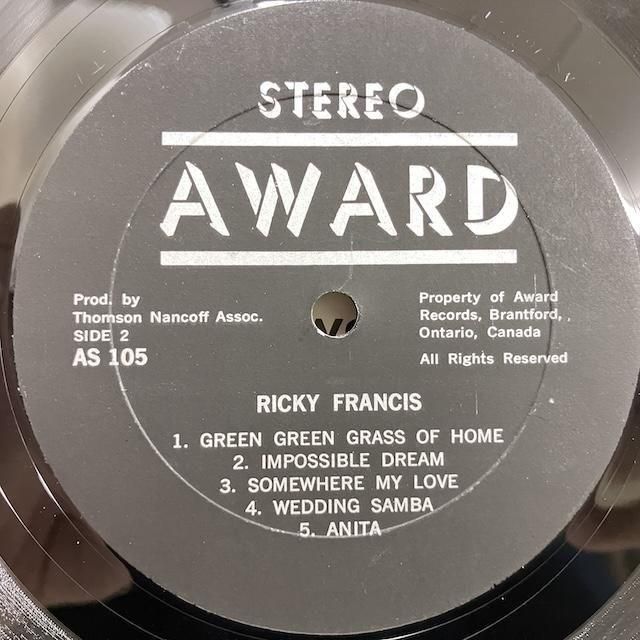 STEREO
AWARD
Prod. by
Thomson Nancoff Assoc.
SIDE 2
AS 105
Property of Award
Records, Brantford,
Ontario, Canada
All Rights Reserved
RICKY FRANCIS
1. GREEN GREEN GRASS OF HOME
2. IMPOSSIBLE DREAM
3. SOMEWHERE MY LOVE
4. WEDDING SAMBA
5. ANITA